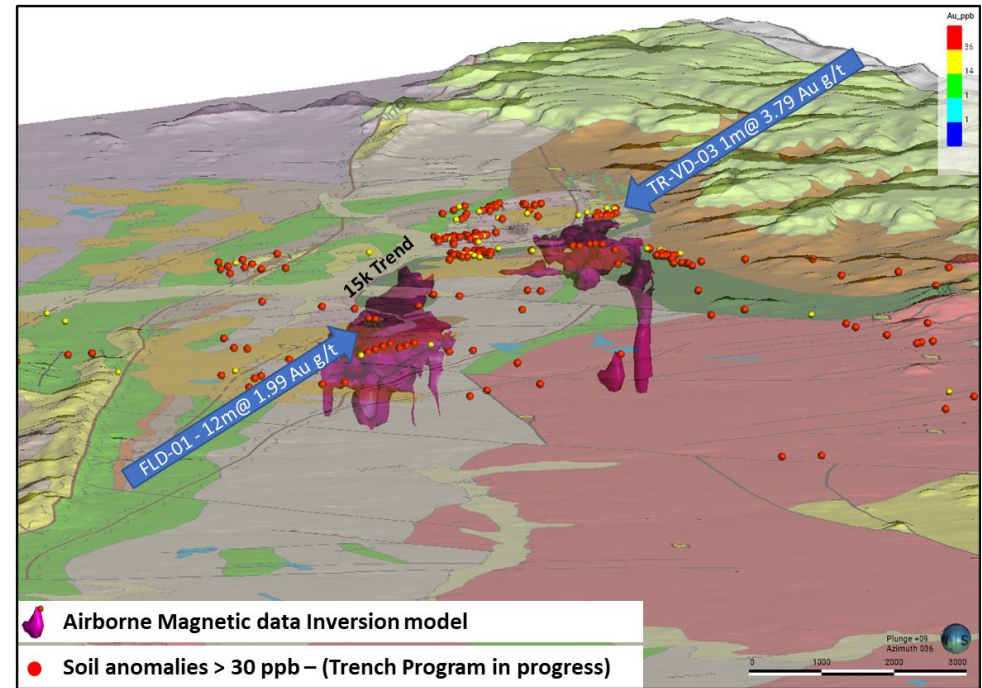 Au_ppb
36
14
1
1
TR-VD-03 1m@ 3.79 Au g/t
15k Trend
FLD-01 - 12m@ 1.99 Au g/t
Airborne Magnetic data Inversion model
Soil anomalies > 30 ppb – (Trench Program in progress)
Plunge +09
Azimuth 036
0 1000 2000 3000